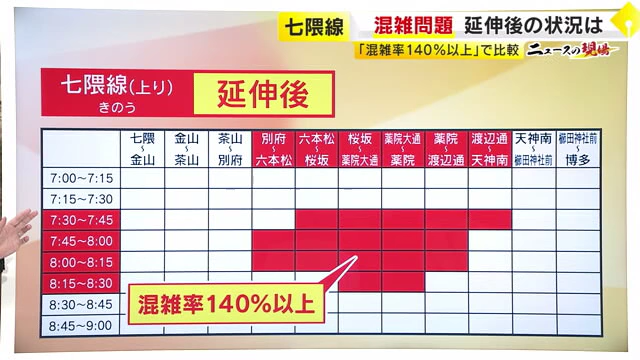 七隈線 混雑問題 延伸後の状況は
「混雑率140%以上」で比較 ニュースの現場
七隈線(上り)
きのう
延伸後
七隈~金山
金山~茶山
茶山~別府
別府~六本松
六本松~桜坂
桜坂~薬院大通
薬院大通~薬院
薬院~渡辺通
渡辺通~天神南
天神南~櫛田神社前
櫛田神社前~博多
7:00~7:15
7:15~7:30
7:30~7:45
7:45~8:00
8:00~8:15
8:15~8:30
8:30~8:45
8:45~9:00
混雑率140%以上